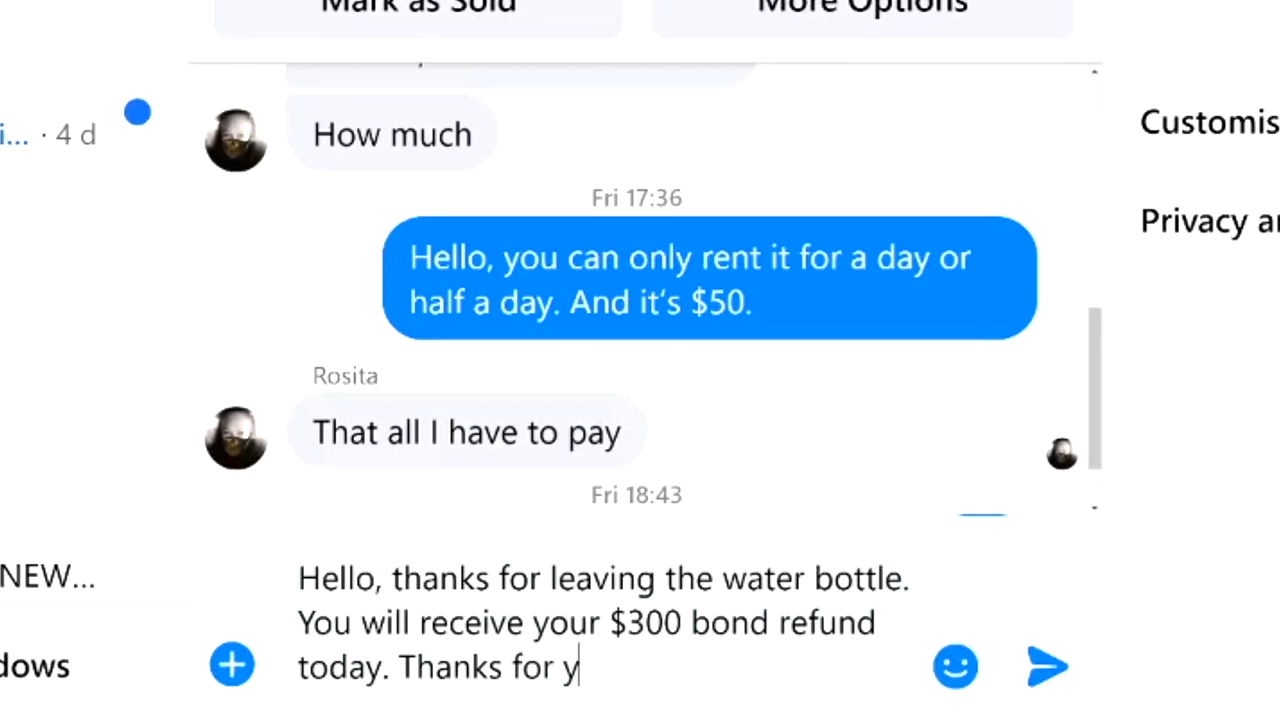 Mark as Sold
More Options
i... · 4 d
How much
Customis
Fri 17:36
Privacy a
Hello, you can only rent it for a day or
half a day. And it's $50.
Rosita
That all I have to pay
Fri 18:43
NEW...
dows
Hello, thanks for leaving the water bottle.
You will receive your $300 bond refund
today. Thanks for y